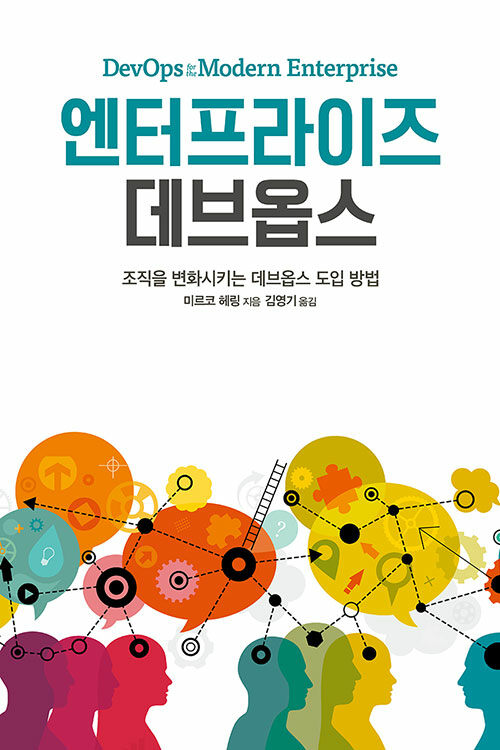 DevOps for the Modern Enterprise
엔터프라이즈
데브옵스
조직을 변화시키는 데브옵스 도입 방법
미르코 헤링 지음 김영기 옮김
?